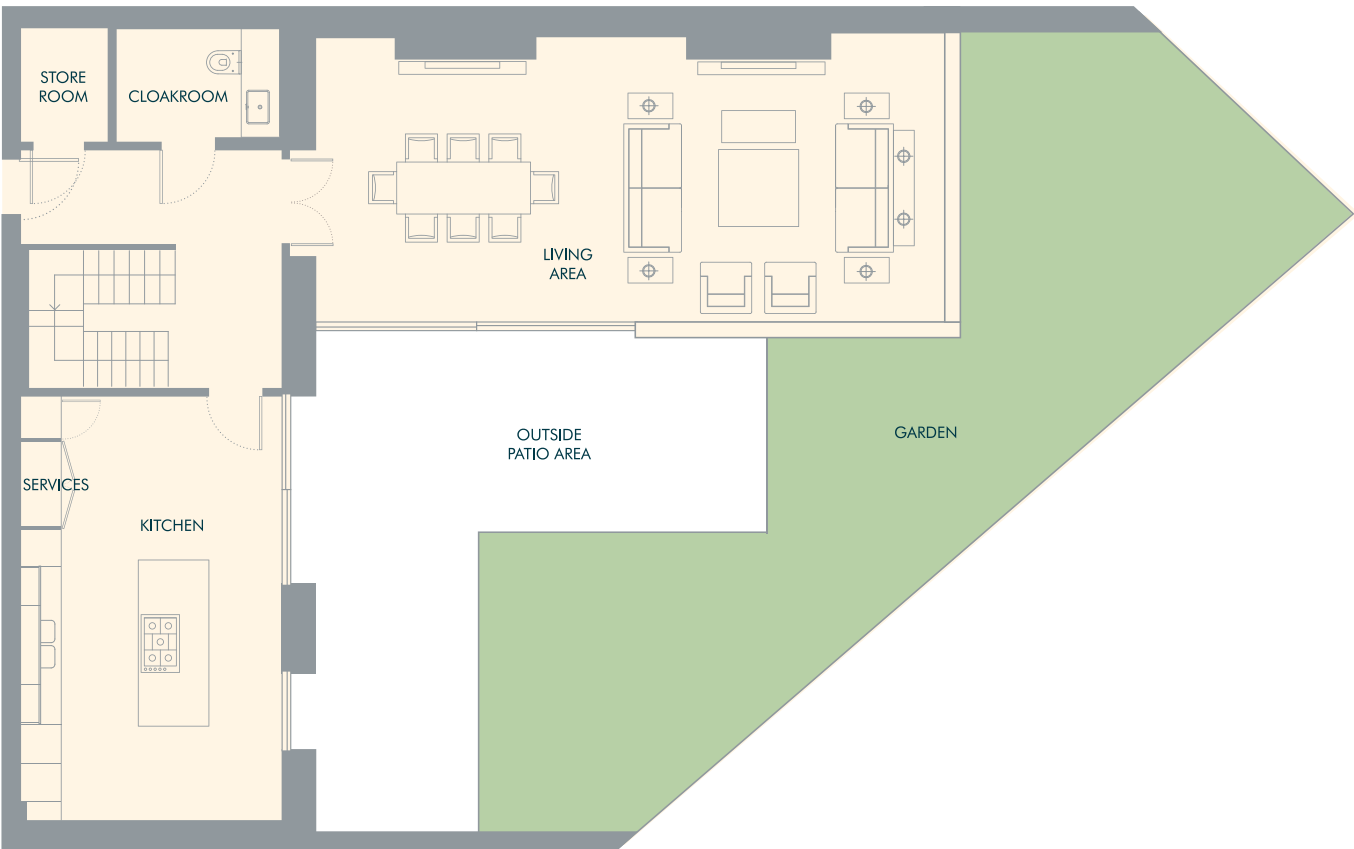 STORE
ROOM
CLOAKROOM
LIVING
AREA
OUTSIDE
PATIO AREA
GARDEN
SERVICES
KITCHEN